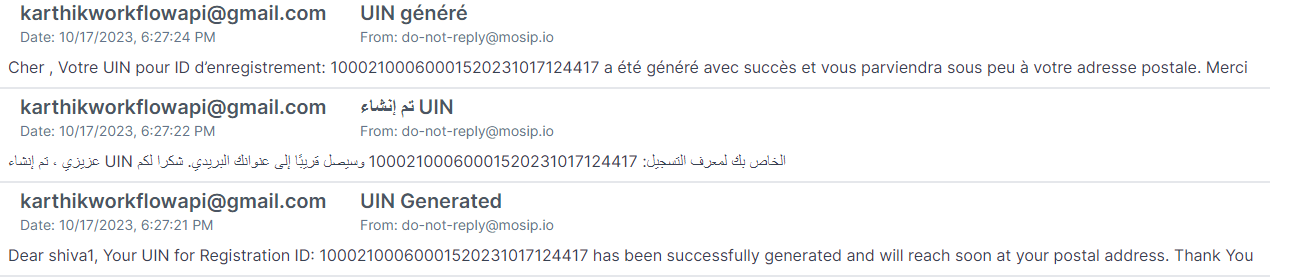 karthikworkflowapi@gmail.com UIN généré
Date: 10/17/2023, 6:27:24 PM From: do-not-reply@mosip.io
Cher , Votre UIN pour ID d’enregistrement: 10002100060001520231017124417 a été généré avec succès et vous parviendra sous peu à votre adresse postale. Merci
karthikworkflowapi@gmail.com تم إنشاء UIN
Date: 10/17/2023, 6:27:22 PM From: do-not-reply@mosip.io
عزيزي ، تم إنشاء UIN الخاص بك لمعرف التسجيل: 10002100060001520231017124417 وسيصل قريبًا إلى عنوانك البريدي. شكرا لكم
karthikworkflowapi@gmail.com UIN Generated
Date: 10/17/2023, 6:27:21 PM From: do-not-reply@mosip.io
Dear shiva1, Your UIN for Registration ID: 10002100060001520231017124417 has been successfully generated and will reach soon at your postal address. Thank You